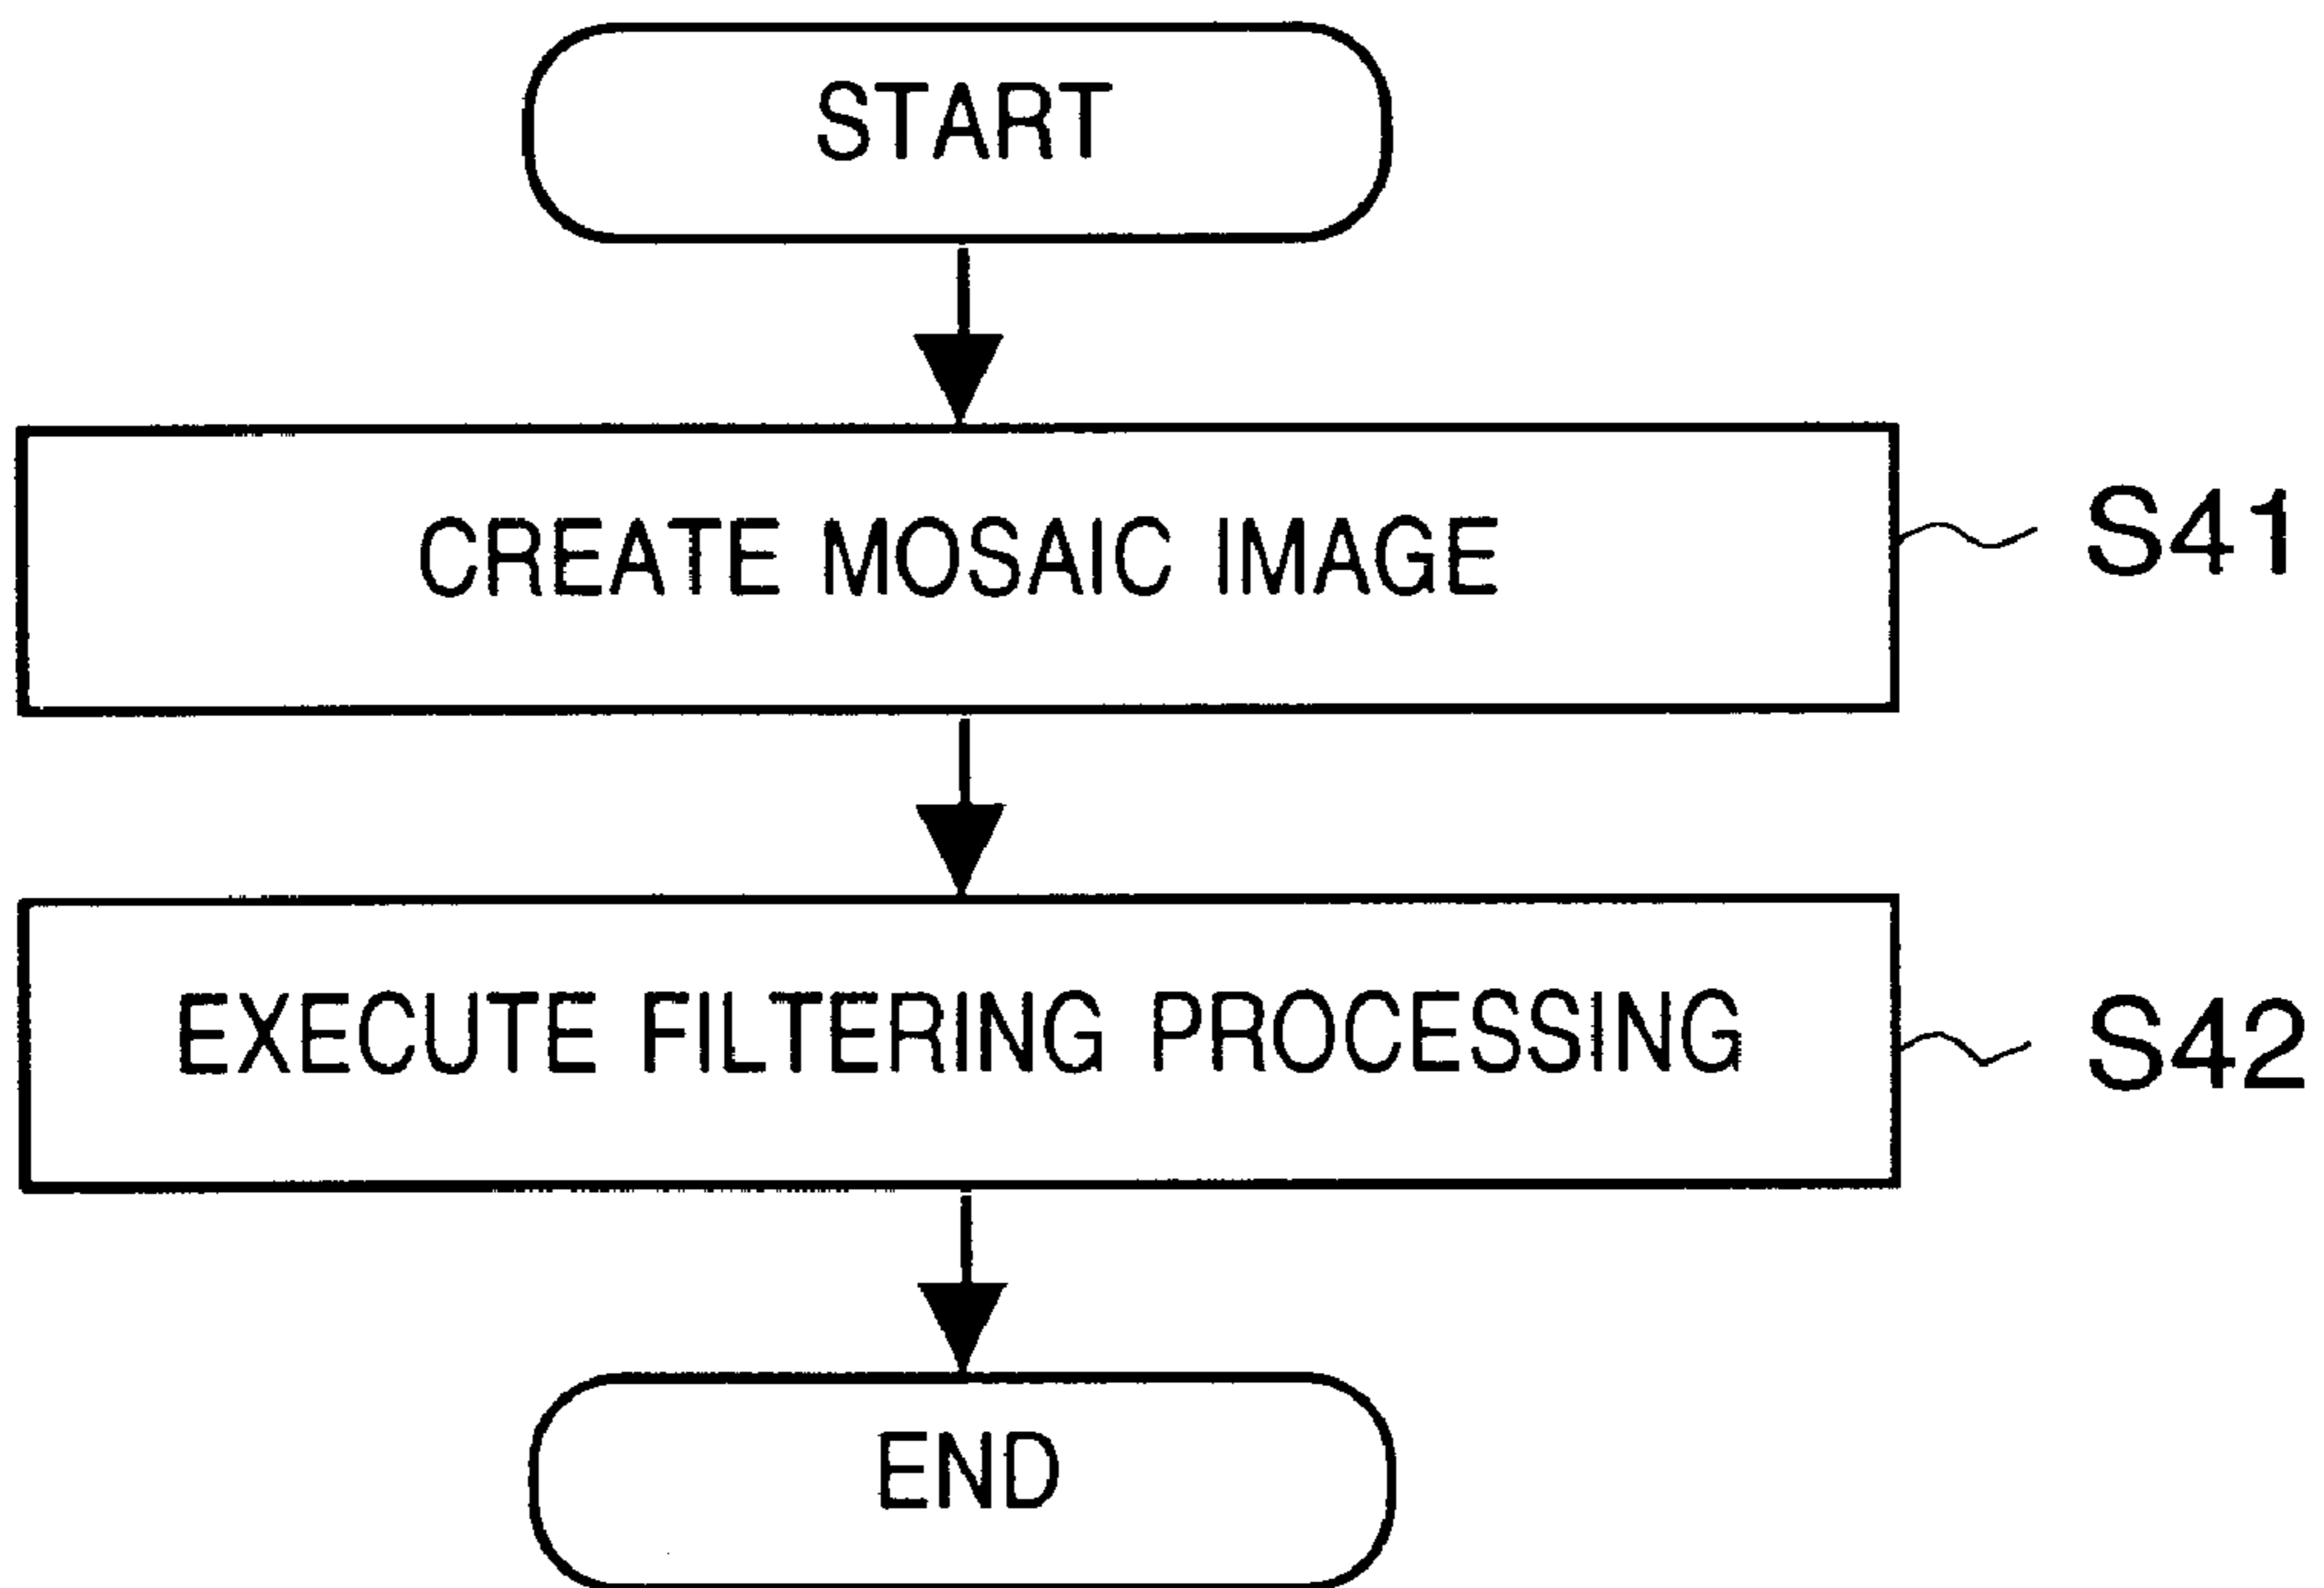 START
CREATE MOSAIC IMAGE
S41
EXECUTE FILTERING PROCESSING
S42
END